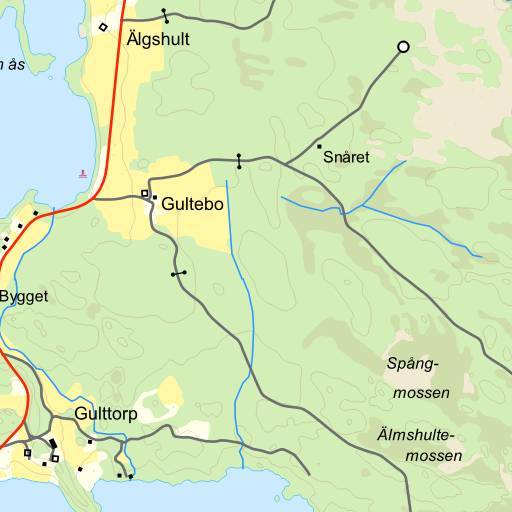 Älgshult
n ås
Snåret
Gultebo
Bygget
Spång-
mossen
Gulttorp
Älmshulte-
mossen